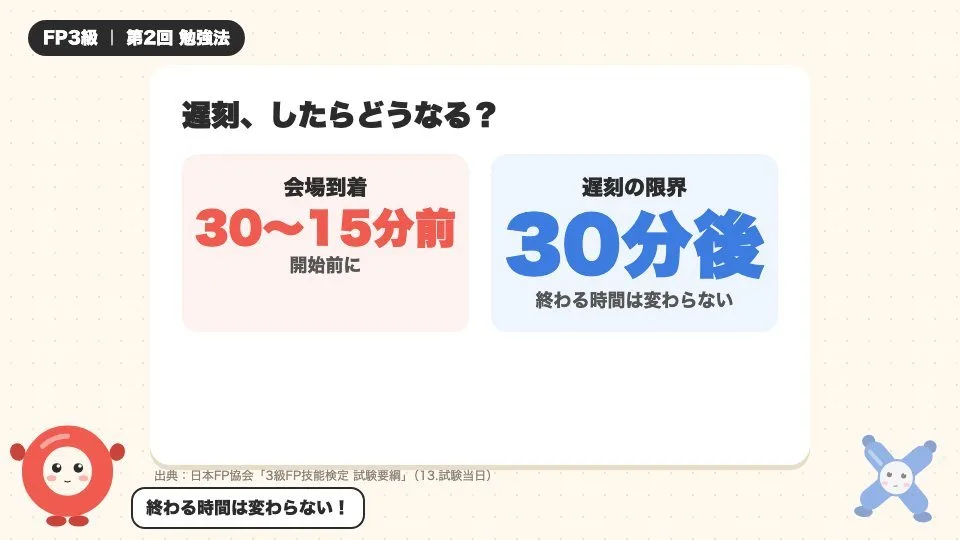 FP3級 | 第2回 勉強法
遅刻、したらどうなる？
会場到着
30〜15分前
開始前に
遅刻の限界
30分後
終わる時間は変わらない
出典：日本FP協会「3級FP技能検定 試験要綱」（13.試験当日）
終わる時間は変わらない！